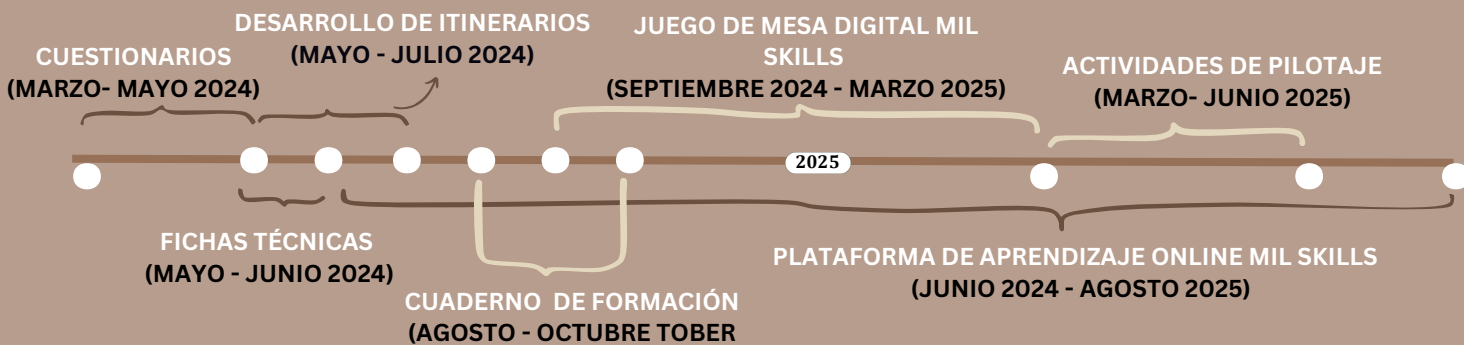 DESARROLLO DE ITINERARIOS
(MAYO - JULIO 2024)
JUEGO DE MESA DIGITAL MIL
SKILLS
(SEPTIEMBRE 2024 - MARZO 2025)
CUESTIONARIOS
(MARZO- MAYO 2024)
ACTIVIDADES DE PILOTAJE
(MARZO- JUNIO 2025)
2025
FICHAS TÉCNICAS
(MAYO - JUNIO 2024)
PLATAFORMA DE APRENDIZAJE ONLINE MIL SKILLS
(JUNIO 2024 - AGOSTO 2025)
CUADERNO DE FORMACIÓN
(AGOSTO - OCTUBRE TOBER